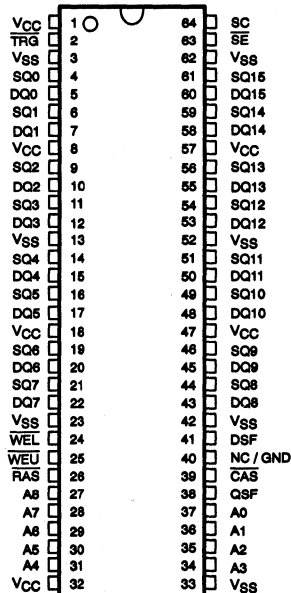 VCC 1 64 SC
TRG 2 63 SE
VSS 3 62 VSS
SQ0 4 61 SQ15
DQ0 5 60 DQ15
SQ1 6 59 SQ14
DQ1 7 58 DQ14
VCC 8 57 VCC
SQ2 9 56 SQ13
DQ2 10 55 DQ13
SQ3 11 54 SQ12
DQ3 12 53 DQ12
VSS 13 52 VSS
SQ4 14 51 SQ11
DQ4 15 50 DQ11
SQ5 16 49 SQ10
DQ5 17 48 DQ10
VCC 18 47 VCC
SQ6 19 46 SQ9
DQ6 20 45 DQ9
SQ7 21 44 SQ8
DQ7 22 43 DQ8
VSS 23 42 VSS
WEL 24 41 DSF
WEU 25 40 NC / GND
RAS 26 39 CAS
A8 27 38 QSF
A7 28 37 A0
A6 29 36 A1
A5 30 35 A2
A4 31 34 A3
VCC 32 33 VSS